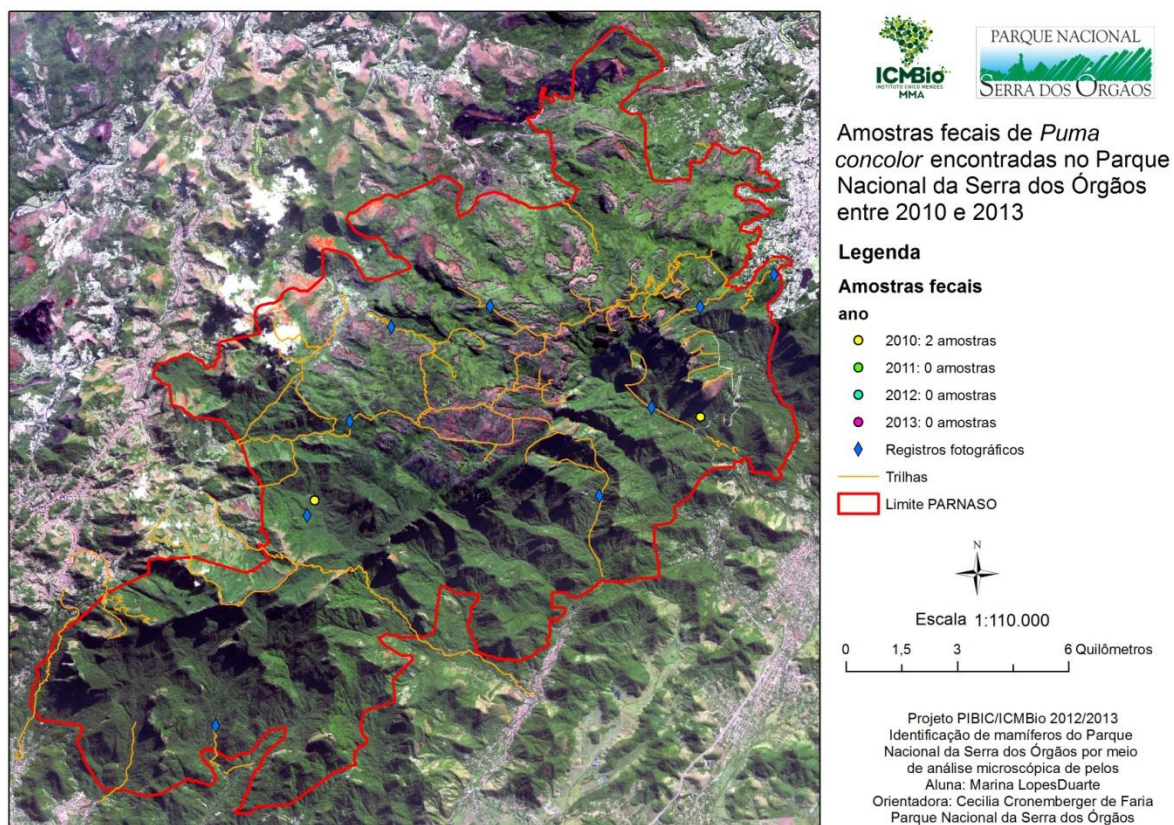 ICMBio
INSTITUTO CHICO MENDES
MMA
PARQUE NACIONAL
SERRA DOS ÓRGÃOS
Amostras fecais de Puma
concolor encontradas no Parque
Nacional da Serra dos Órgãos
entre 2010 e 2013
Legenda
Amostras fecais
ano
2010: 2 amostras
2011: 0 amostras
2012: 0 amostras
2013: 0 amostras
Registros fotográficos
Trilhas
Limite PARNASO
N
Escala 1:110.000
0 1,5 3 6 Quilômetros
Projeto PIBIC/ICMBio 2012/2013
Identificação de mamíferos do Parque
Nacional da Serra dos Órgãos por meio
de análise microscópica de pelos
Aluna: Marina LopesDuarte
Orientadora: Cecilia Cronemberger de Faria
Parque Nacional da Serra dos Órgãos